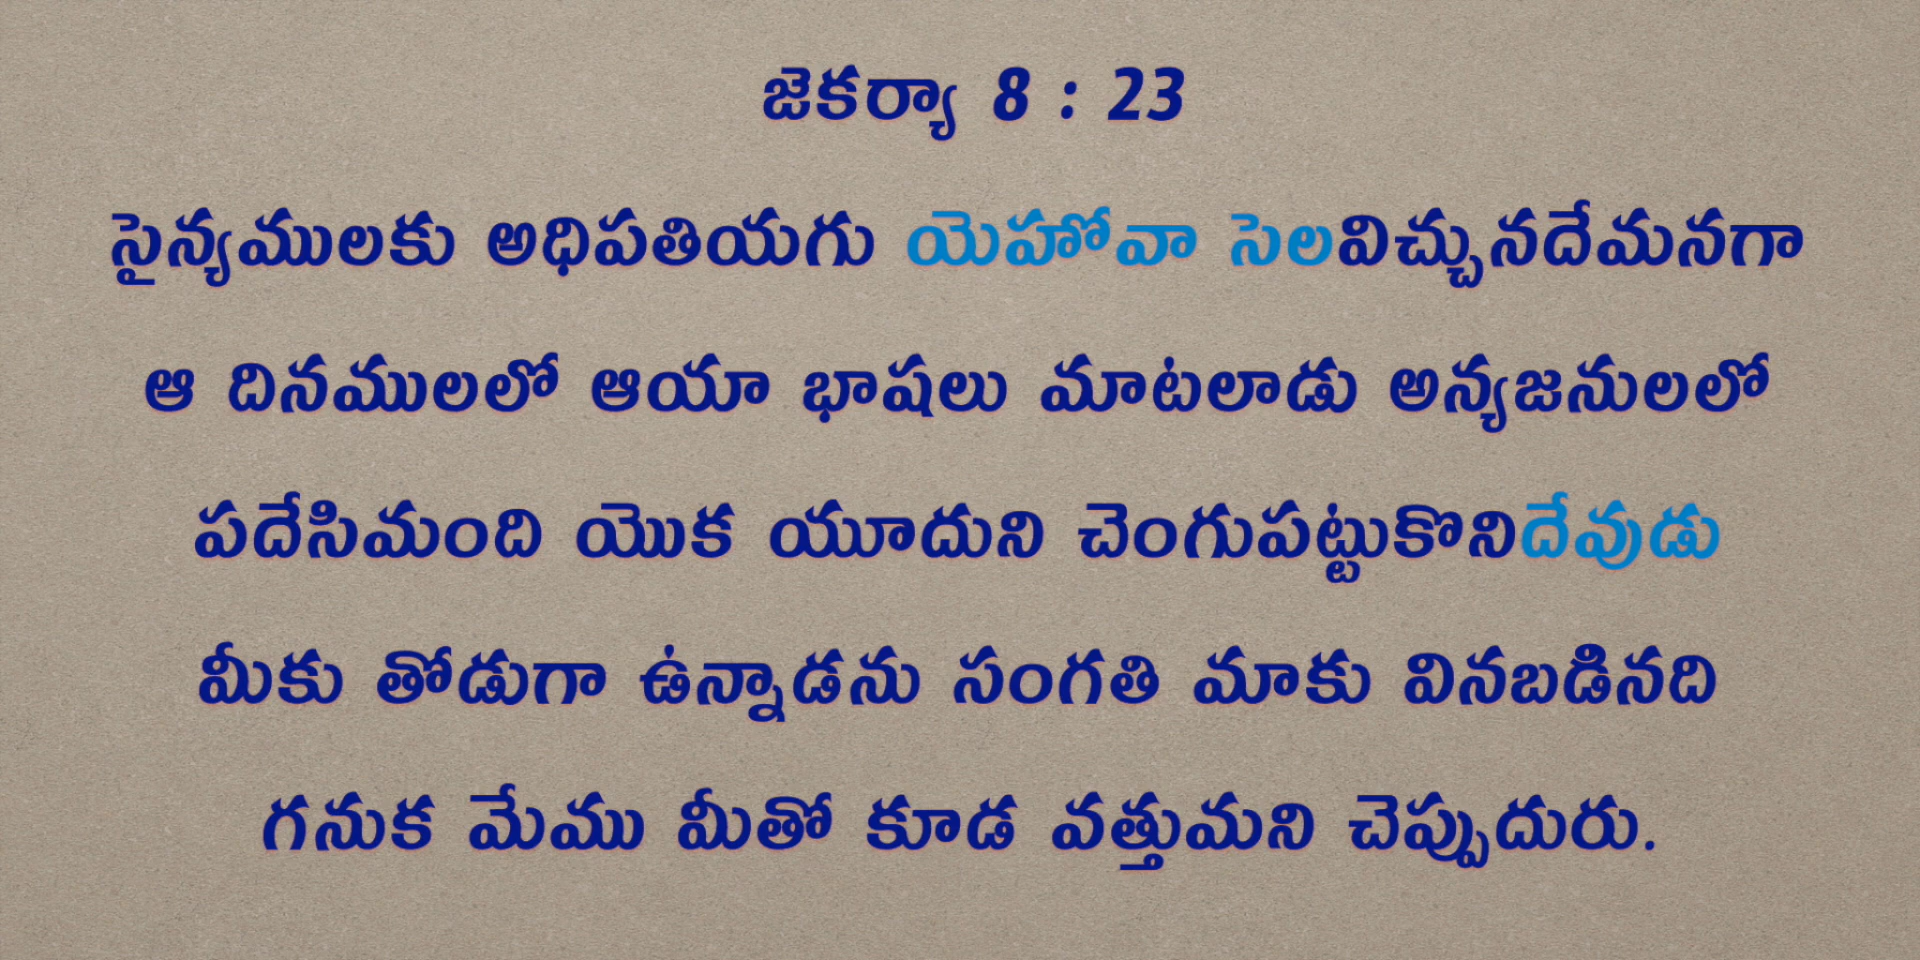 జెకర్యా 8 : 23
సైన్యములకు అధిపతియగు యెహోవా సెలవిచ్చునదేమనగా
ఆ దినములలో ఆయా భాషలు మాటలాడు అన్యజనులలో
పదేసిమంది యొక యూదుని చెంగుపట్టుకొనిదేవుడు
మీకు తోడుగా ఉన్నాడను సంగతి మాకు వినబడినది
గనుక మేము మీతో కూడ వత్తుమని చెప్పుదురు.